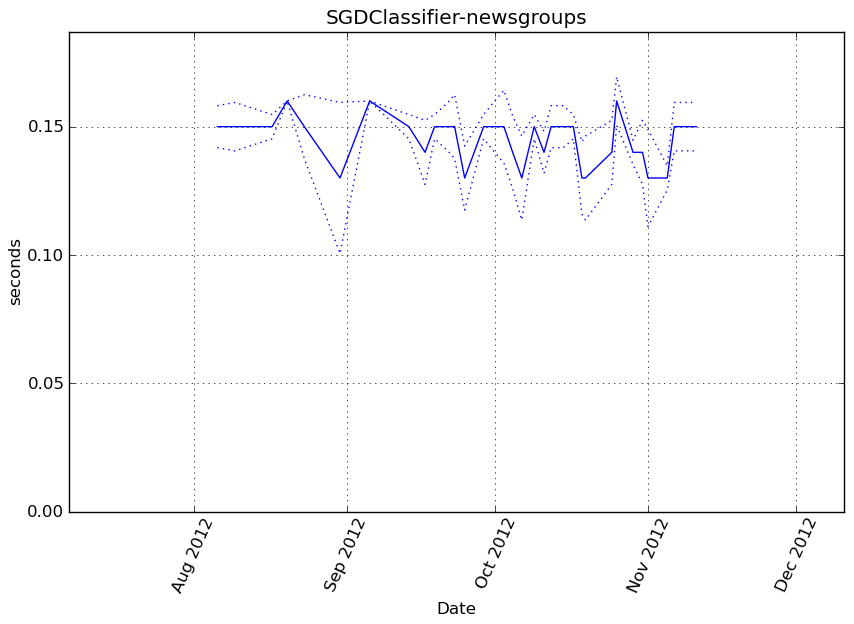 SGDClassifier-newsgroups
0.15
0.10
0.05
0.00
seconds
Aug 2012
Sep 2012
Oct 2012
Nov 2012
Dec 2012
Date